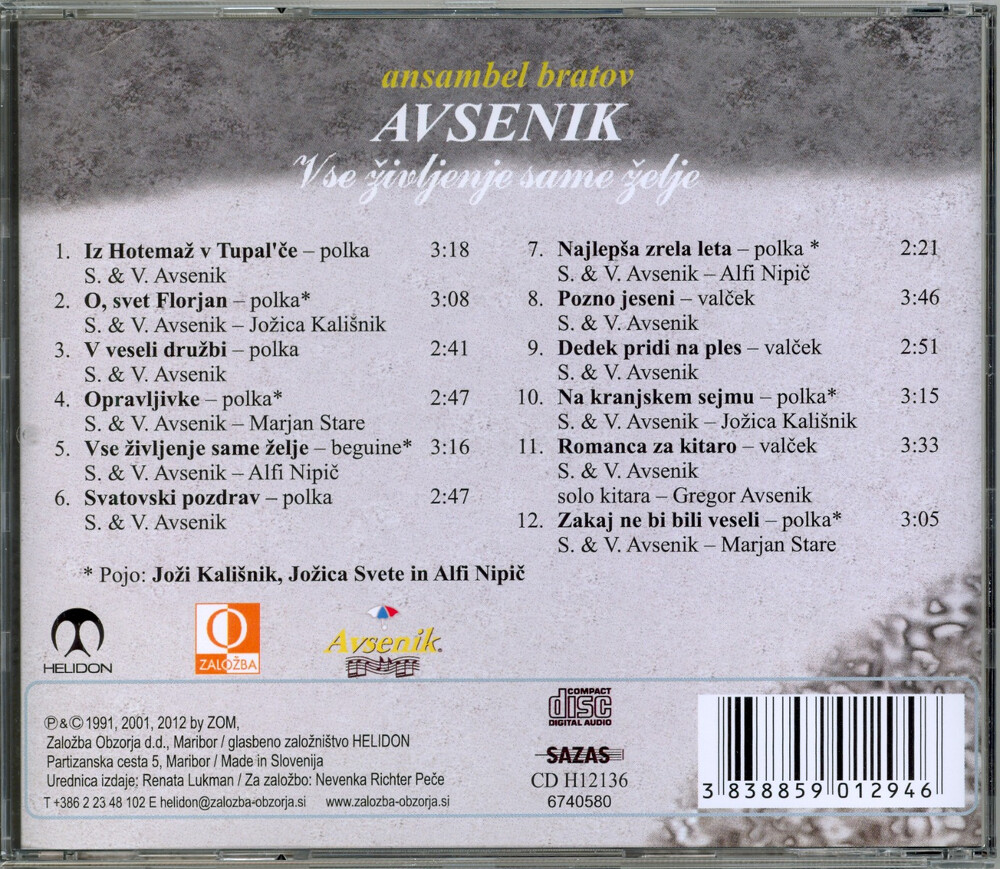 ansambel bratov
AVSENIK
Vse življenje same želje
1. Iz Hotemaž v Tupal'če – polka 3:18
S. & V. Avsenik
2. O, svet Florjan – polka* 3:08
S. & V. Avsenik – Jožica Kališnik
3. V veseli družbi – polka 2:41
S. & V. Avsenik
4. Opravljivke – polka* 2:47
S. & V. Avsenik – Marjan Stare
5. Vse življenje same želje – beguine* 3:16
S. & V. Avsenik – Alfi Nipič
6. Svatovski pozdrav – polka 2:47
S. & V. Avsenik
7. Najlepša zrela leta – polka * 2:21
S. & V. Avsenik – Alfi Nipič
8. Pozno jeseni – valček 3:46
S. & V. Avsenik
9. Dedek pridi na ples – valček 2:51
S. & V. Avsenik
10. Na kranjskem sejmu – polka* 3:15
S. & V. Avsenik – Jožica Kališnik
11. Romanca za kitaro – valček 3:33
S. & V. Avsenik
solo kitara – Gregor Avsenik
12. Zakaj ne bi bili veseli – polka* 3:05
S. & V. Avsenik – Marjan Stare
* Pojo: Joži Kališnik, Jožica Svete in Alfi Nipič
HELIDON
ZALOŽBA
Avsenik®
℗&© 1991, 2001, 2012 by ZOM,
Založba Obzorja d.d., Maribor / glasbeno založništvo HELIDON
Partizanska cesta 5, Maribor / Made in Slovenija
Urednica izdaje: Renata Lukman / Za založbo: Nevenka Richter Peče
T +386 2 23 48 102 E helidon@zalozba-obzorja.si www.zalozba-obzorja.si
COMPACT
disc
DIGITAL AUDIO
SAZAS
CD H12136
6740580
3 838859 012946